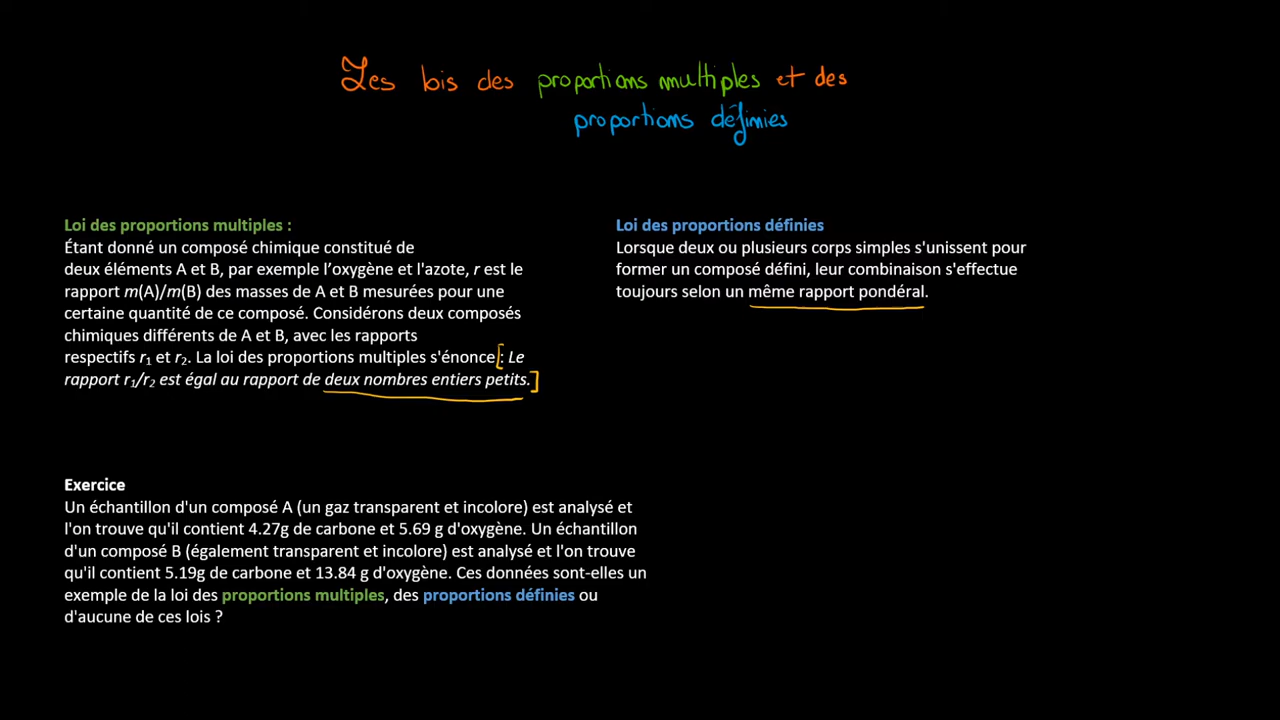 Les lois des proportions multiples et des
proportions définies
Loi des proportions multiples :
Étant donné un composé chimique constitué de
deux éléments A et B, par exemple l’oxygène et l'azote, r est le
rapport m(A)/m(B) des masses de A et B mesurées pour une
certaine quantité de ce composé. Considérons deux composés
chimiques différents de A et B, avec les rapports
respectifs r₁ et r₂. La loi des proportions multiples s'énonce : Le
rapport r₁/r₂ est égal au rapport de deux nombres entiers petits.
Loi des proportions définies
Lorsque deux ou plusieurs corps simples s'unissent pour
former un composé défini, leur combinaison s'effectue
toujours selon un même rapport pondéral.
Exercice
Un échantillon d'un composé A (un gaz transparent et incolore) est analysé et
l'on trouve qu'il contient 4.27g de carbone et 5.69 g d'oxygène. Un échantillon
d'un composé B (également transparent et incolore) est analysé et l'on trouve
qu'il contient 5.19g de carbone et 13.84 g d'oxygène. Ces données sont-elles un
exemple de la loi des proportions multiples, des proportions définies ou
d'aucune de ces lois ?